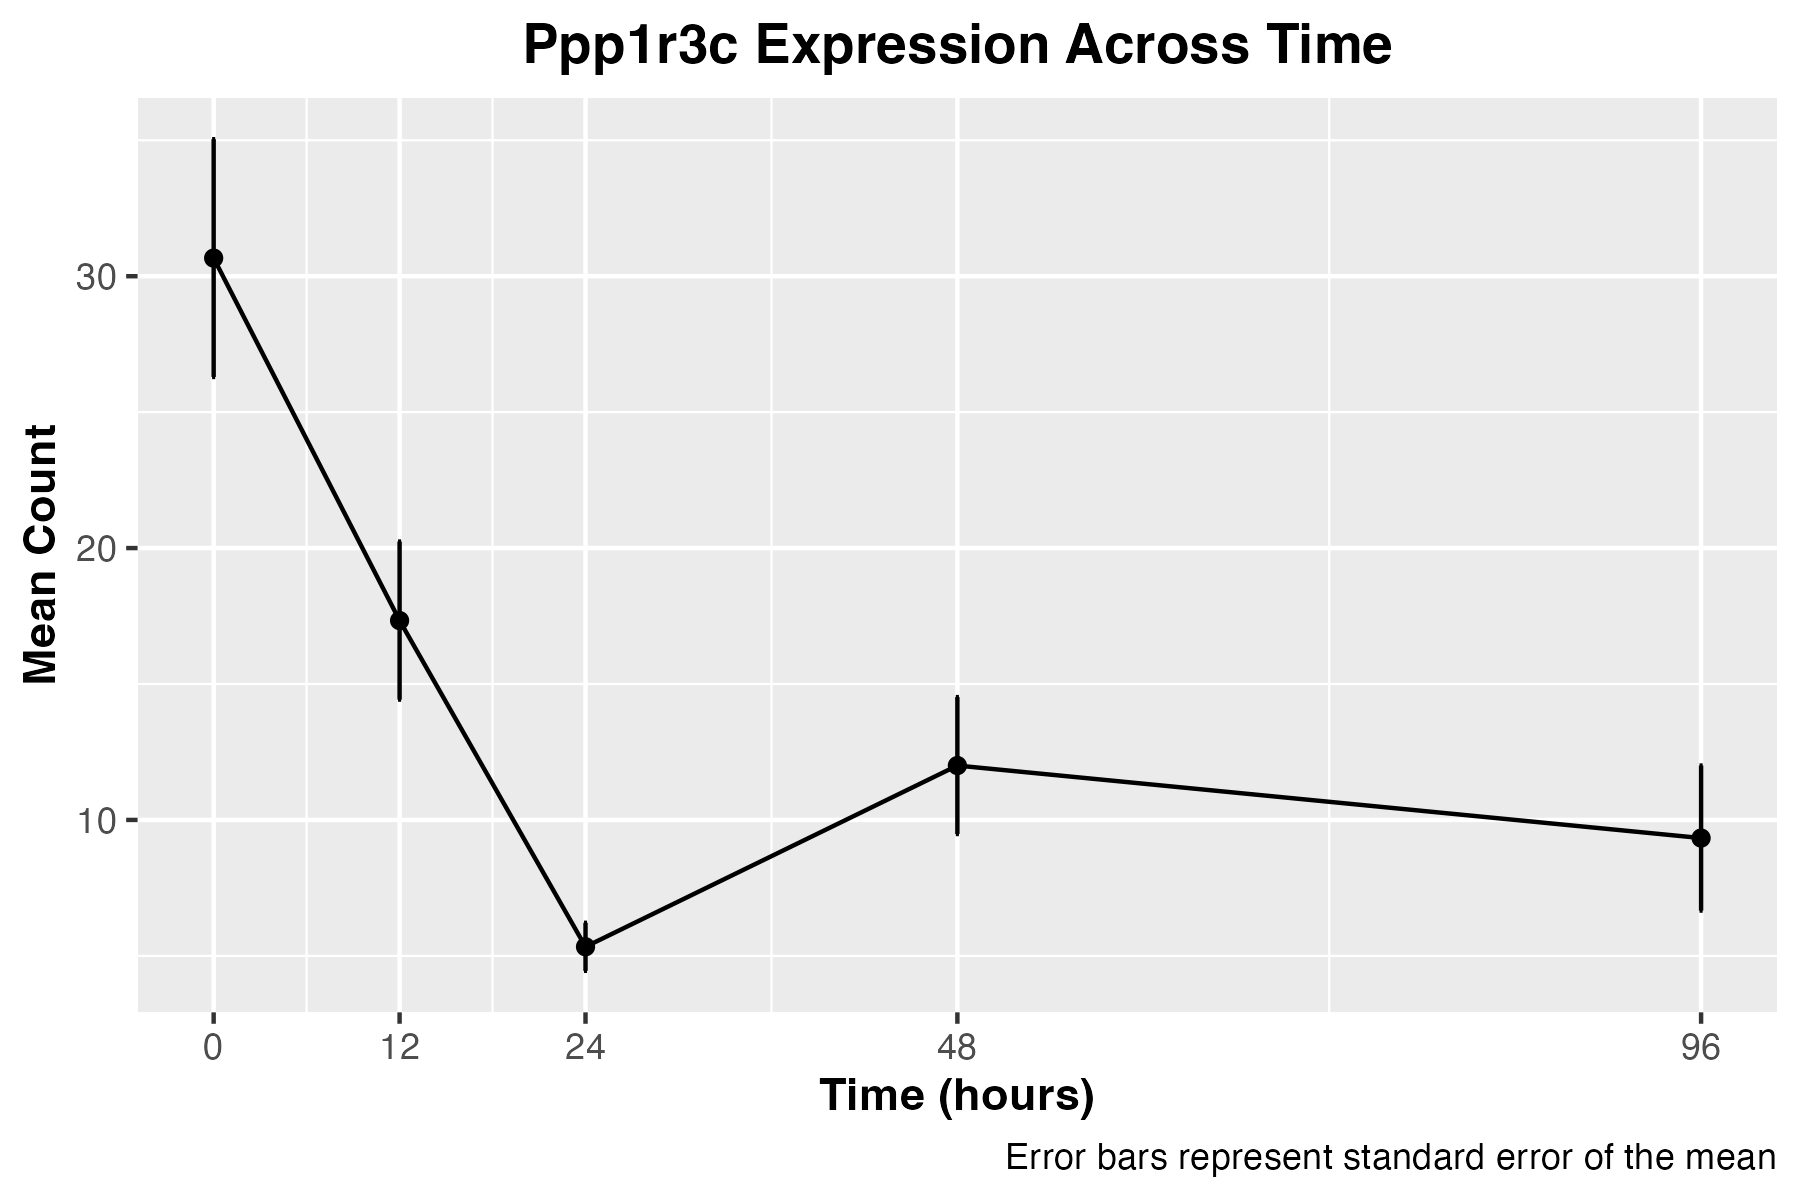 Ppp1r3c Expression Across Time
Mean Count
30
20
10
0 12 24 48 96
Time (hours)
Error bars represent standard error of the mean